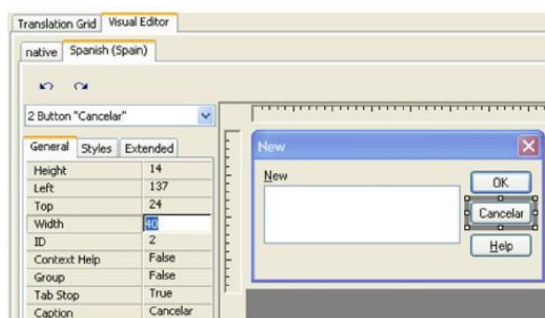 Translation Grid Visual Editor
native Spanish (Spain)
2 Button "Cancelar"
General Styles Extended
Height 14
Left 137
Top 24
Width 40
ID 2
Context Help False
Group False
Tab Stop True
Caption Cancelar
New
New
OK
Cancelar
Help